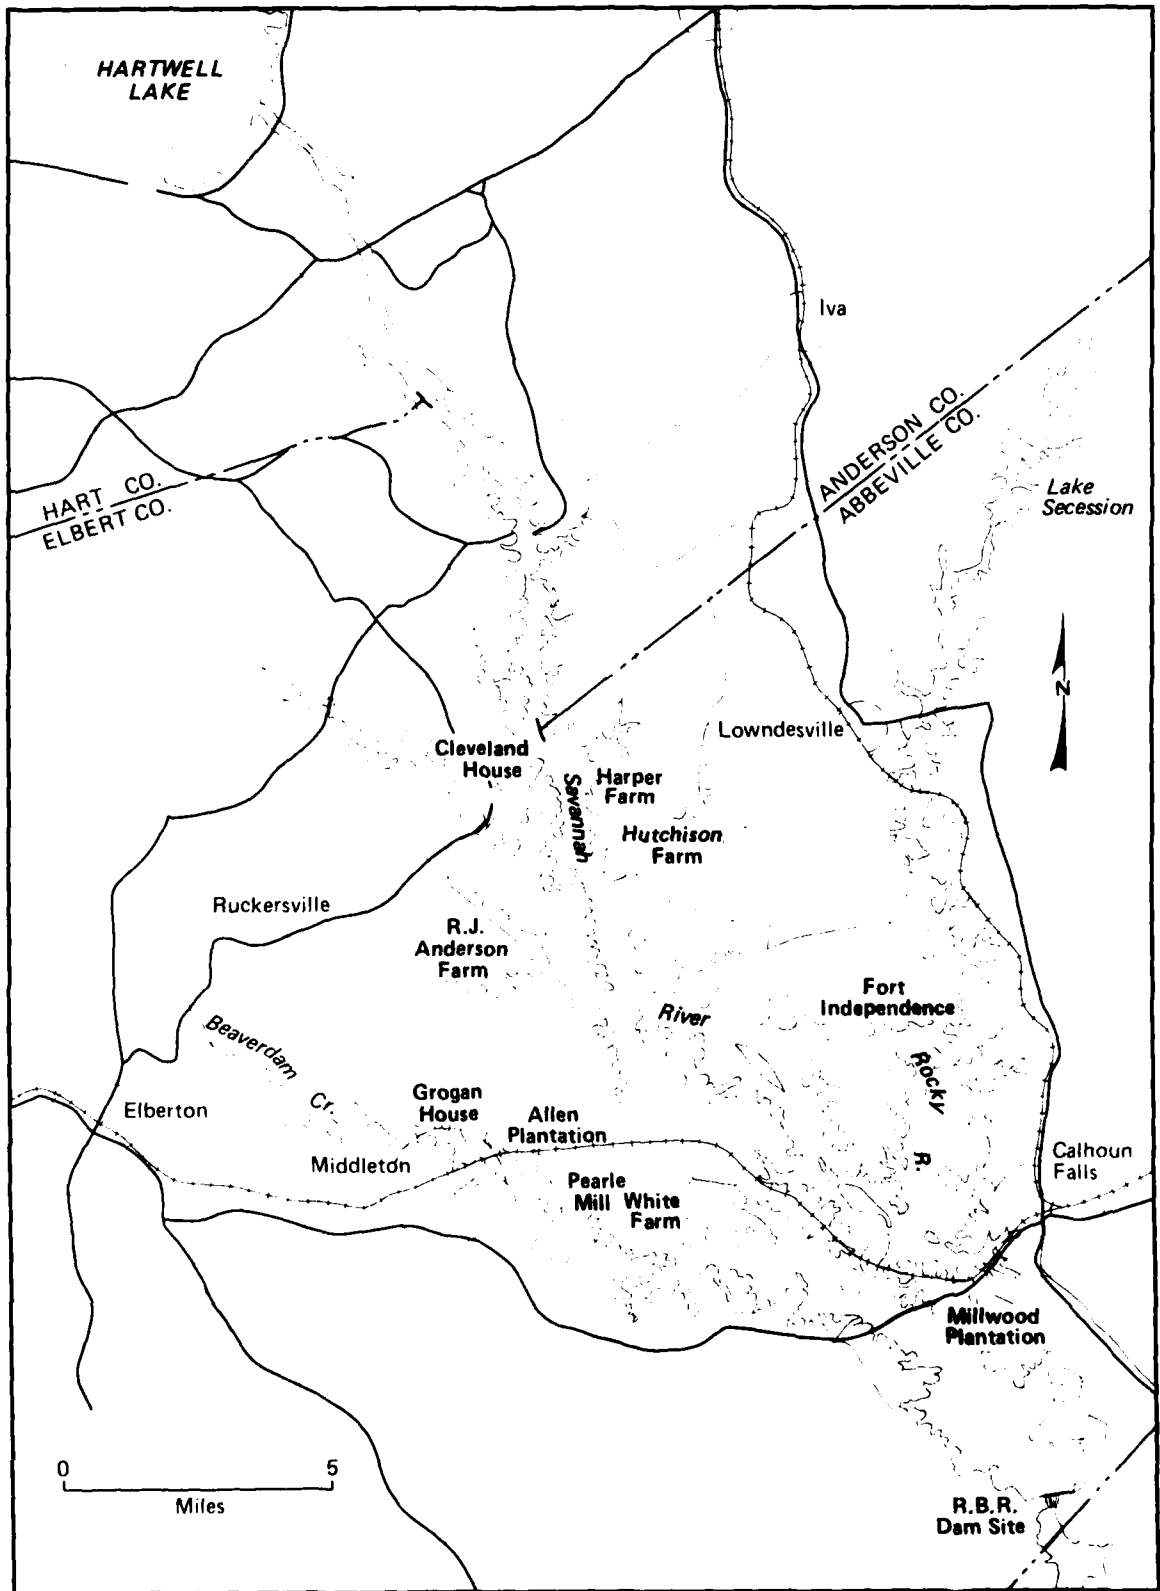 HARTWELL
LAKE
Iva
ANDERSON CO.
ABBEVILLE CO.
HART CO.
ELBERT CO.
Lake
Secession
N
Lowndesville
Cleveland
House
Savannah
Harper
Farm
Hutchison
Farm
Ruckersville
R.J.
Anderson
Farm
Fort
Independence
River
Beaverdam
Cr.
Rocky
R.
Grogan
House
Elberton
Allen
Plantation
Middleton
Calhoun
Falls
Pearle
Mill White
Farm
Millwood
Plantation
0 5
Miles
R.B.R.
Dam Site